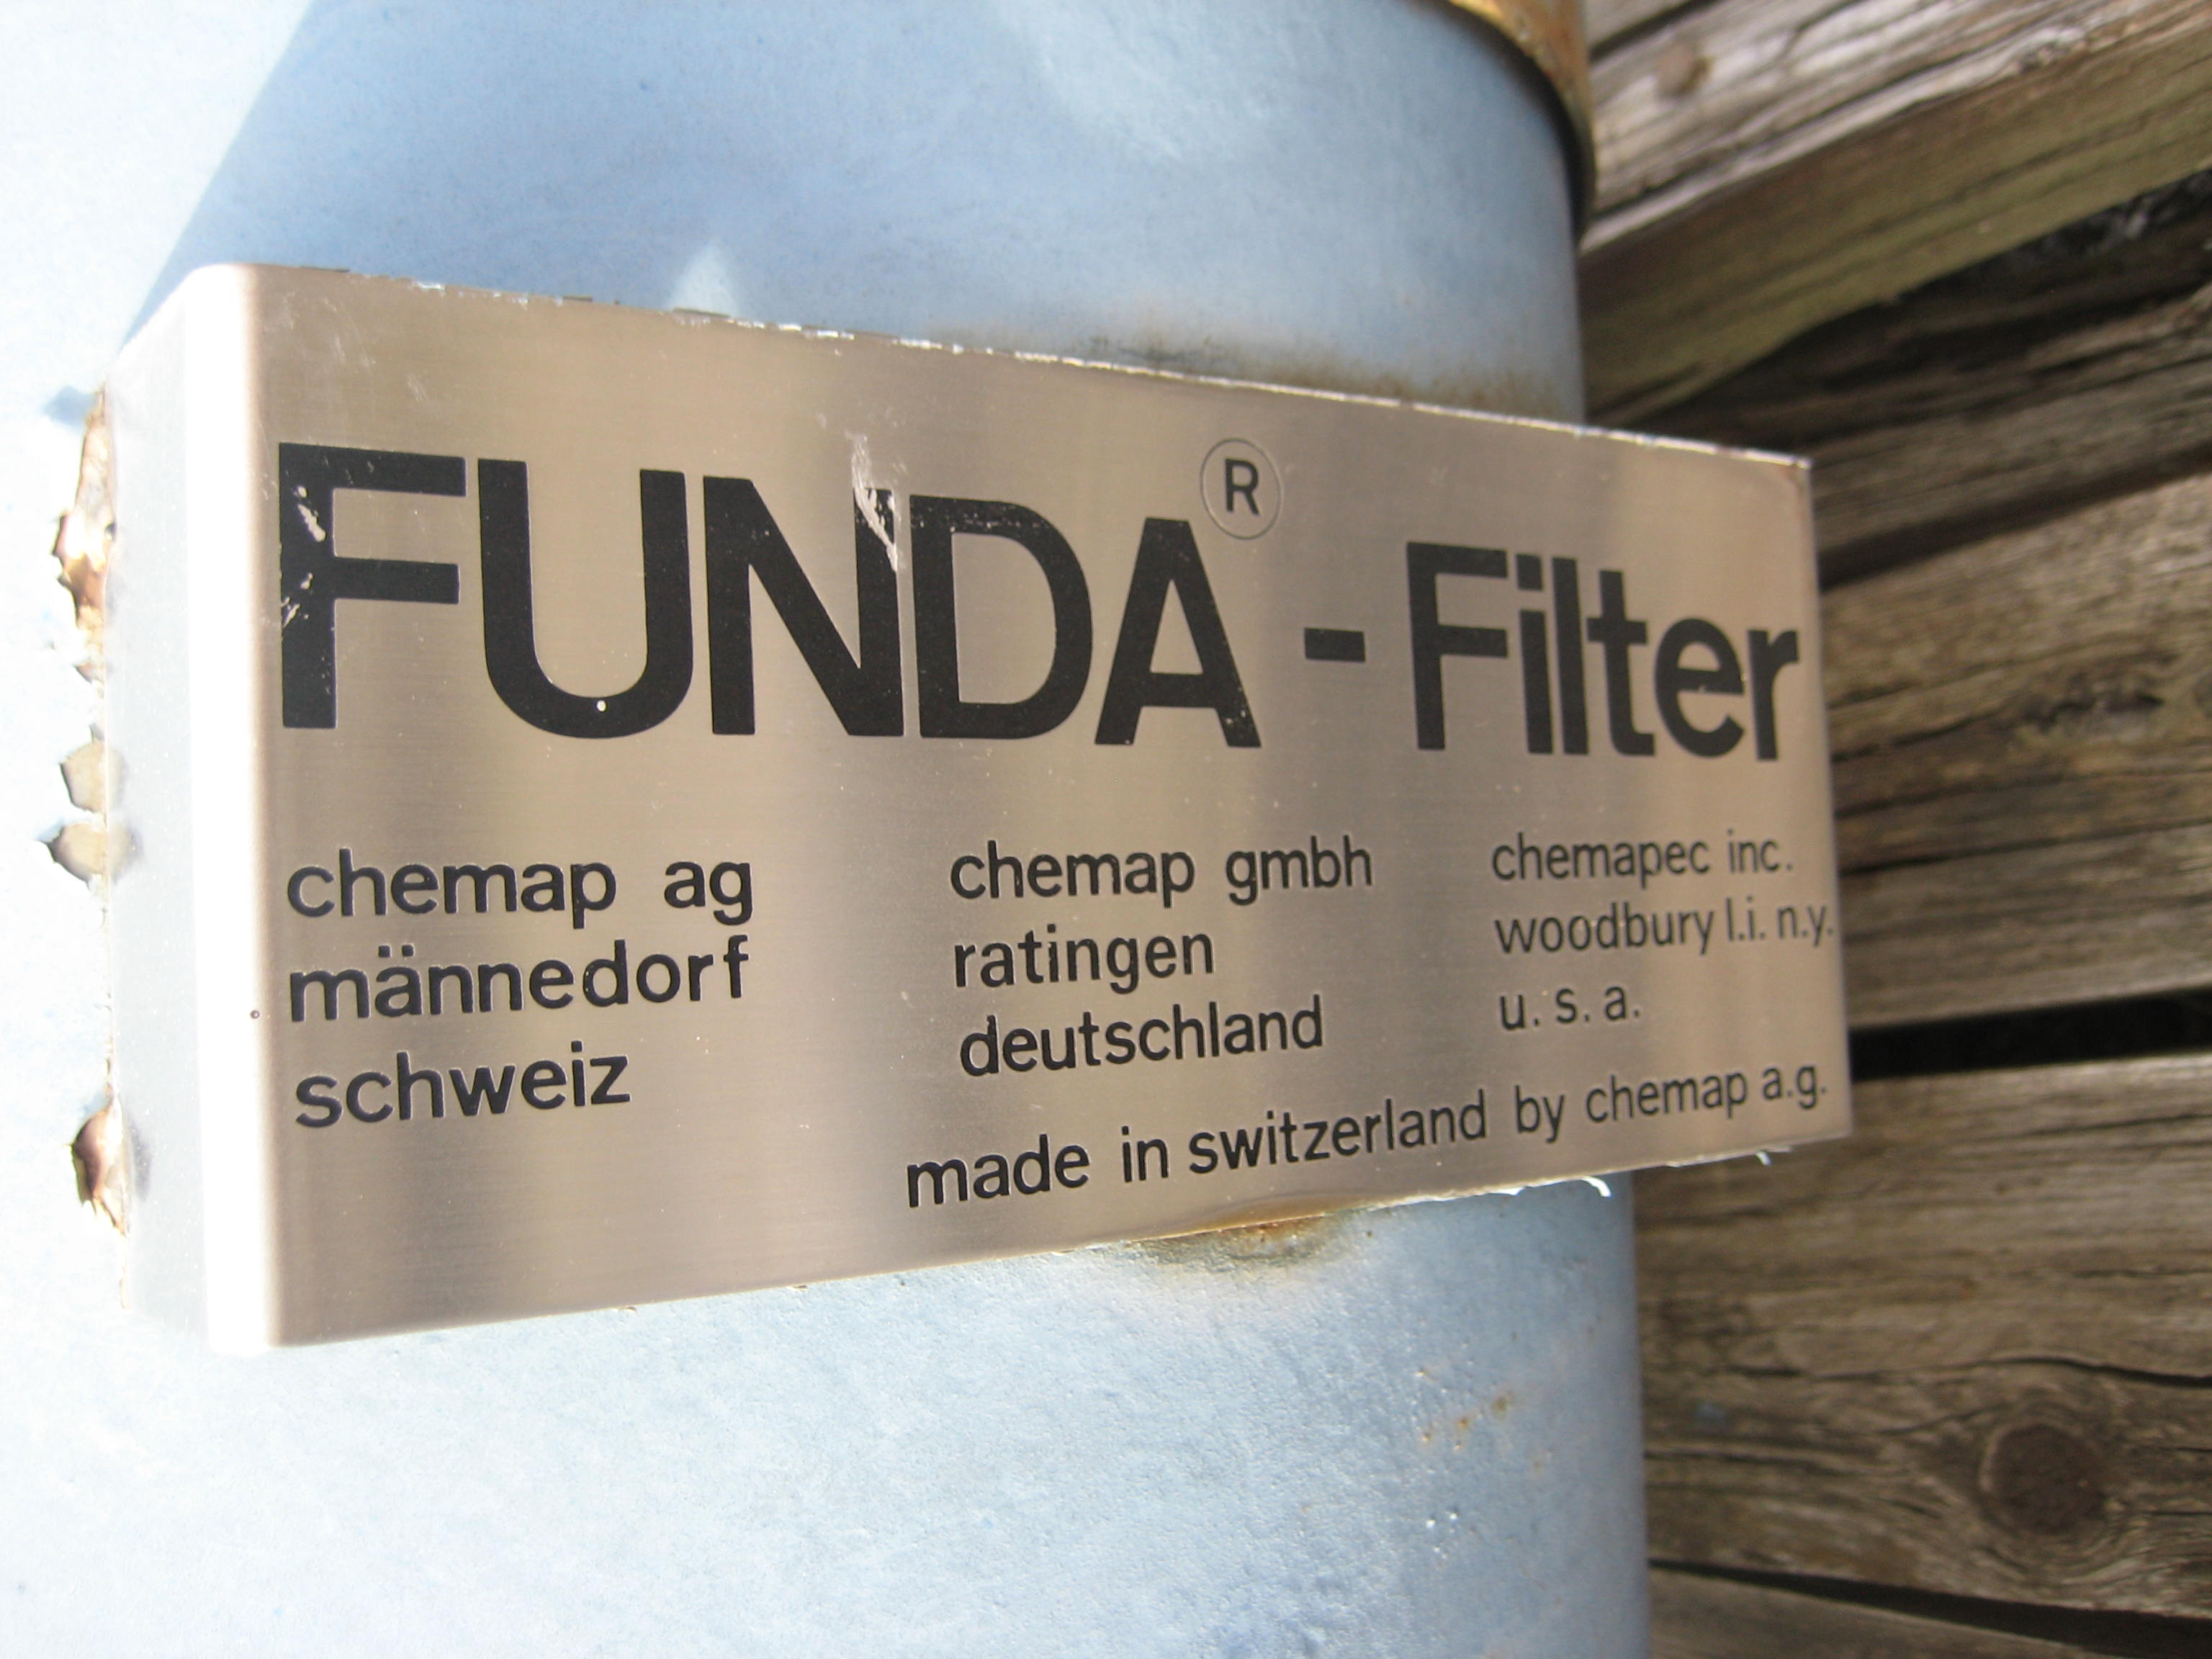 FUNDA® - Filter
chemap ag
männedorf
schweiz
chemap gmbh
ratingen
deutschland
chemapec inc.
woodbury l.i. n.y.
u. s. a.
made in switzerland by chemap a.g.